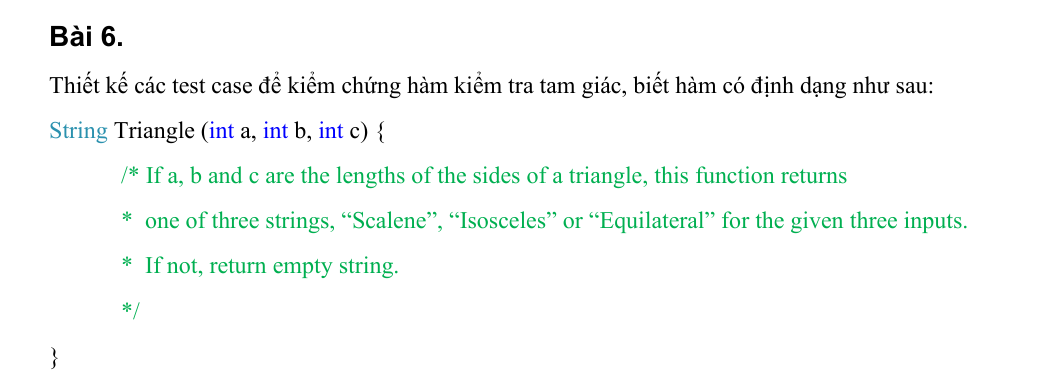 Bài 6.
Thiết kế các test case để kiểm chứng hàm kiểm tra tam giác, biết hàm có định dạng như sau:
String Triangle (int a, int b, int c) {
/* If a, b and c are the lengths of the sides of a triangle, this function returns
* one of three strings, “Scalene”, “Isosceles” or “Equilateral” for the given three inputs.
* If not, return empty string.
*/
}